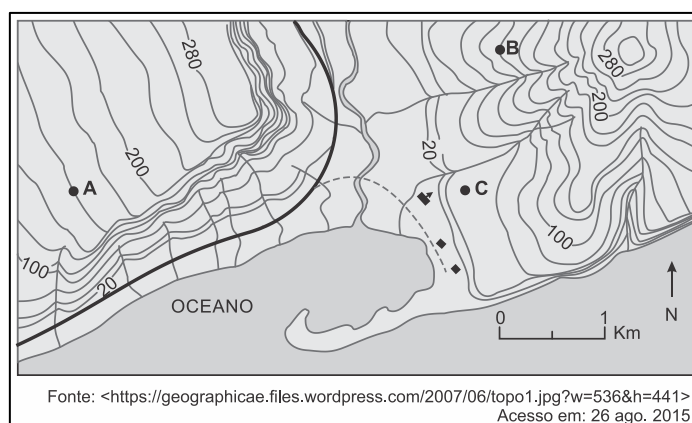 280
B
280
200
20
200
A
C
100
100
20
OCEANO
0 1
Km
N
Fonte: <https://geographicae.files.wordpress.com/2007/06/topo1.jpg?w=536&h=441>
Acesso em: 26 ago. 2015